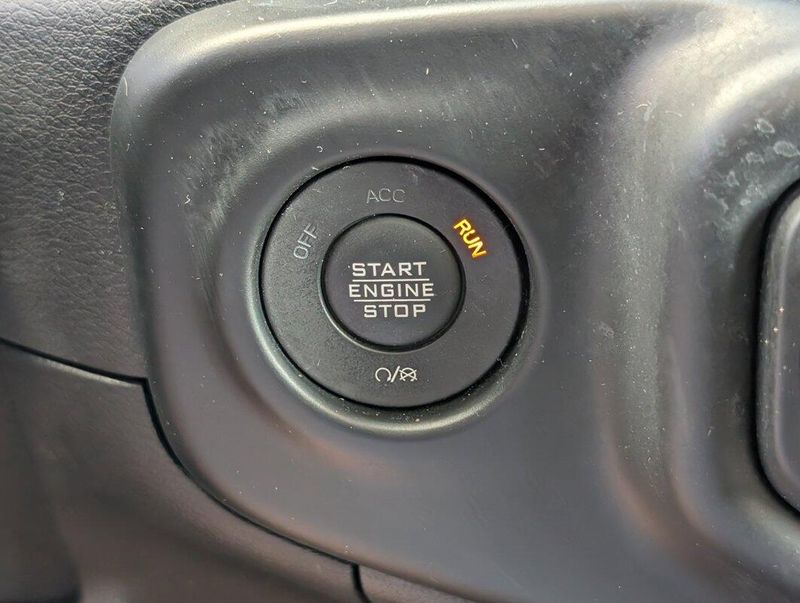 ACC
OFF
RUN
START
ENGINE
STOP